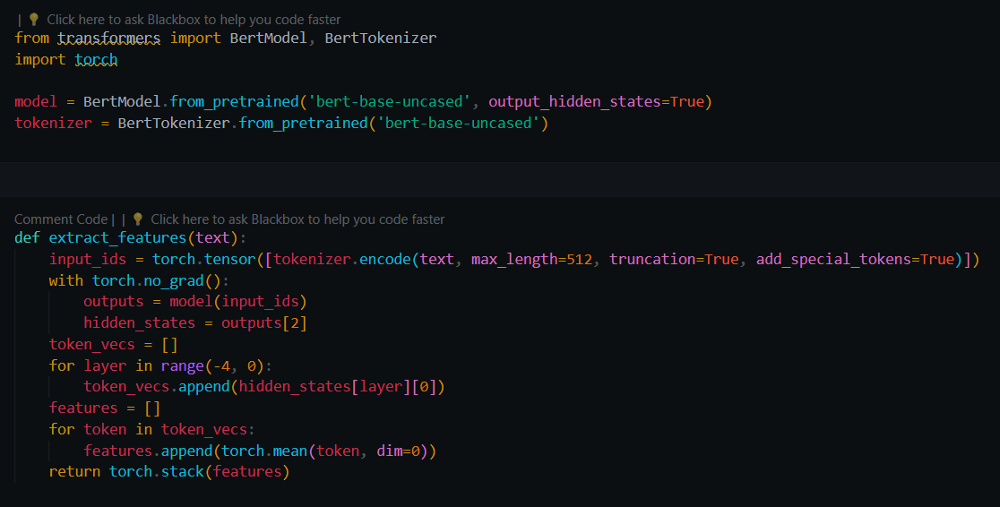 | 💡 Click here to ask Blackbox to help you code faster
from transformers import BertModel, BertTokenizer
import torch
model = BertModel.from_pretrained('bert-base-uncased', output_hidden_states=True)
tokenizer = BertTokenizer.from_pretrained('bert-base-uncased')
Comment Code | | 💡 Click here to ask Blackbox to help you code faster
def extract_features(text):
    input_ids = torch.tensor([tokenizer.encode(text, max_length=512, truncation=True, add_special_tokens=True)])
    with torch.no_grad():
        outputs = model(input_ids)
        hidden_states = outputs[2]
    token_vecs = []
    for layer in range(-4, 0):
        token_vecs.append(hidden_states[layer][0])
    features = []
    for token in token_vecs:
        features.append(torch.mean(token, dim=0))
    return torch.stack(features)